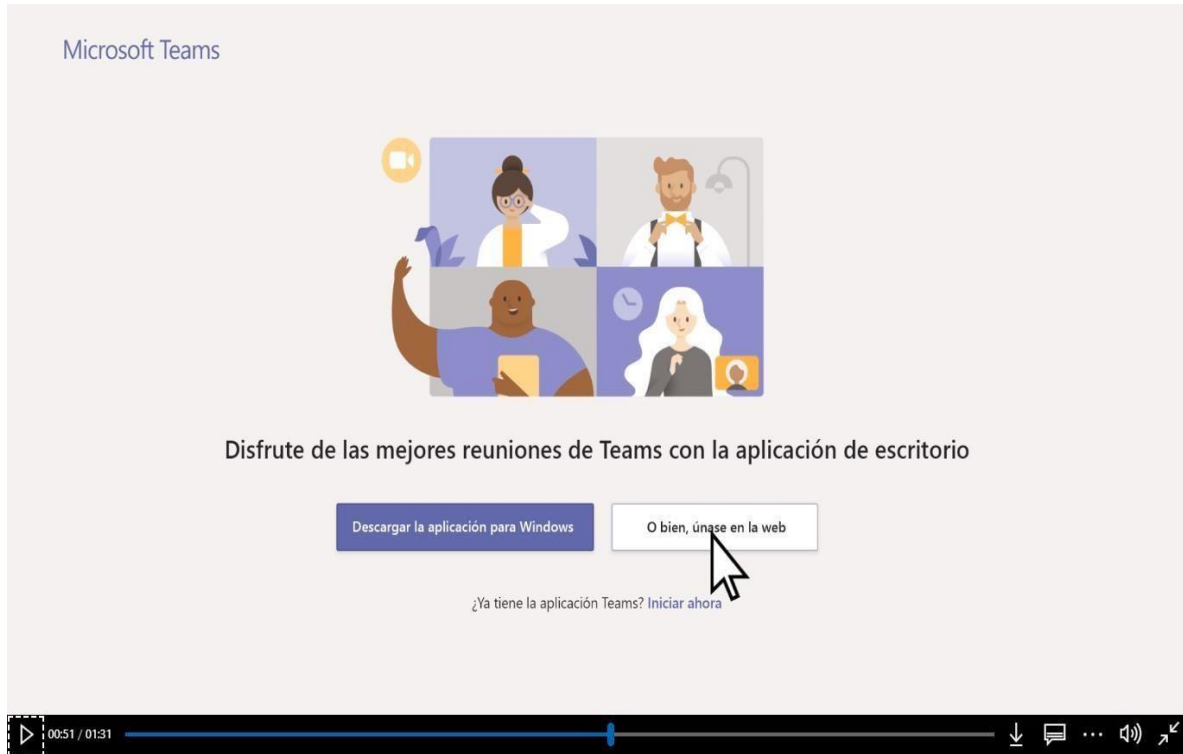 Microsoft Teams
Disfrute de las mejores reuniones de Teams con la aplicación de escritorio
Descargar la aplicación para Windows
O bien, únase en la web
¿Ya tiene la aplicación Teams? Iniciar ahora
00:51 / 01:31